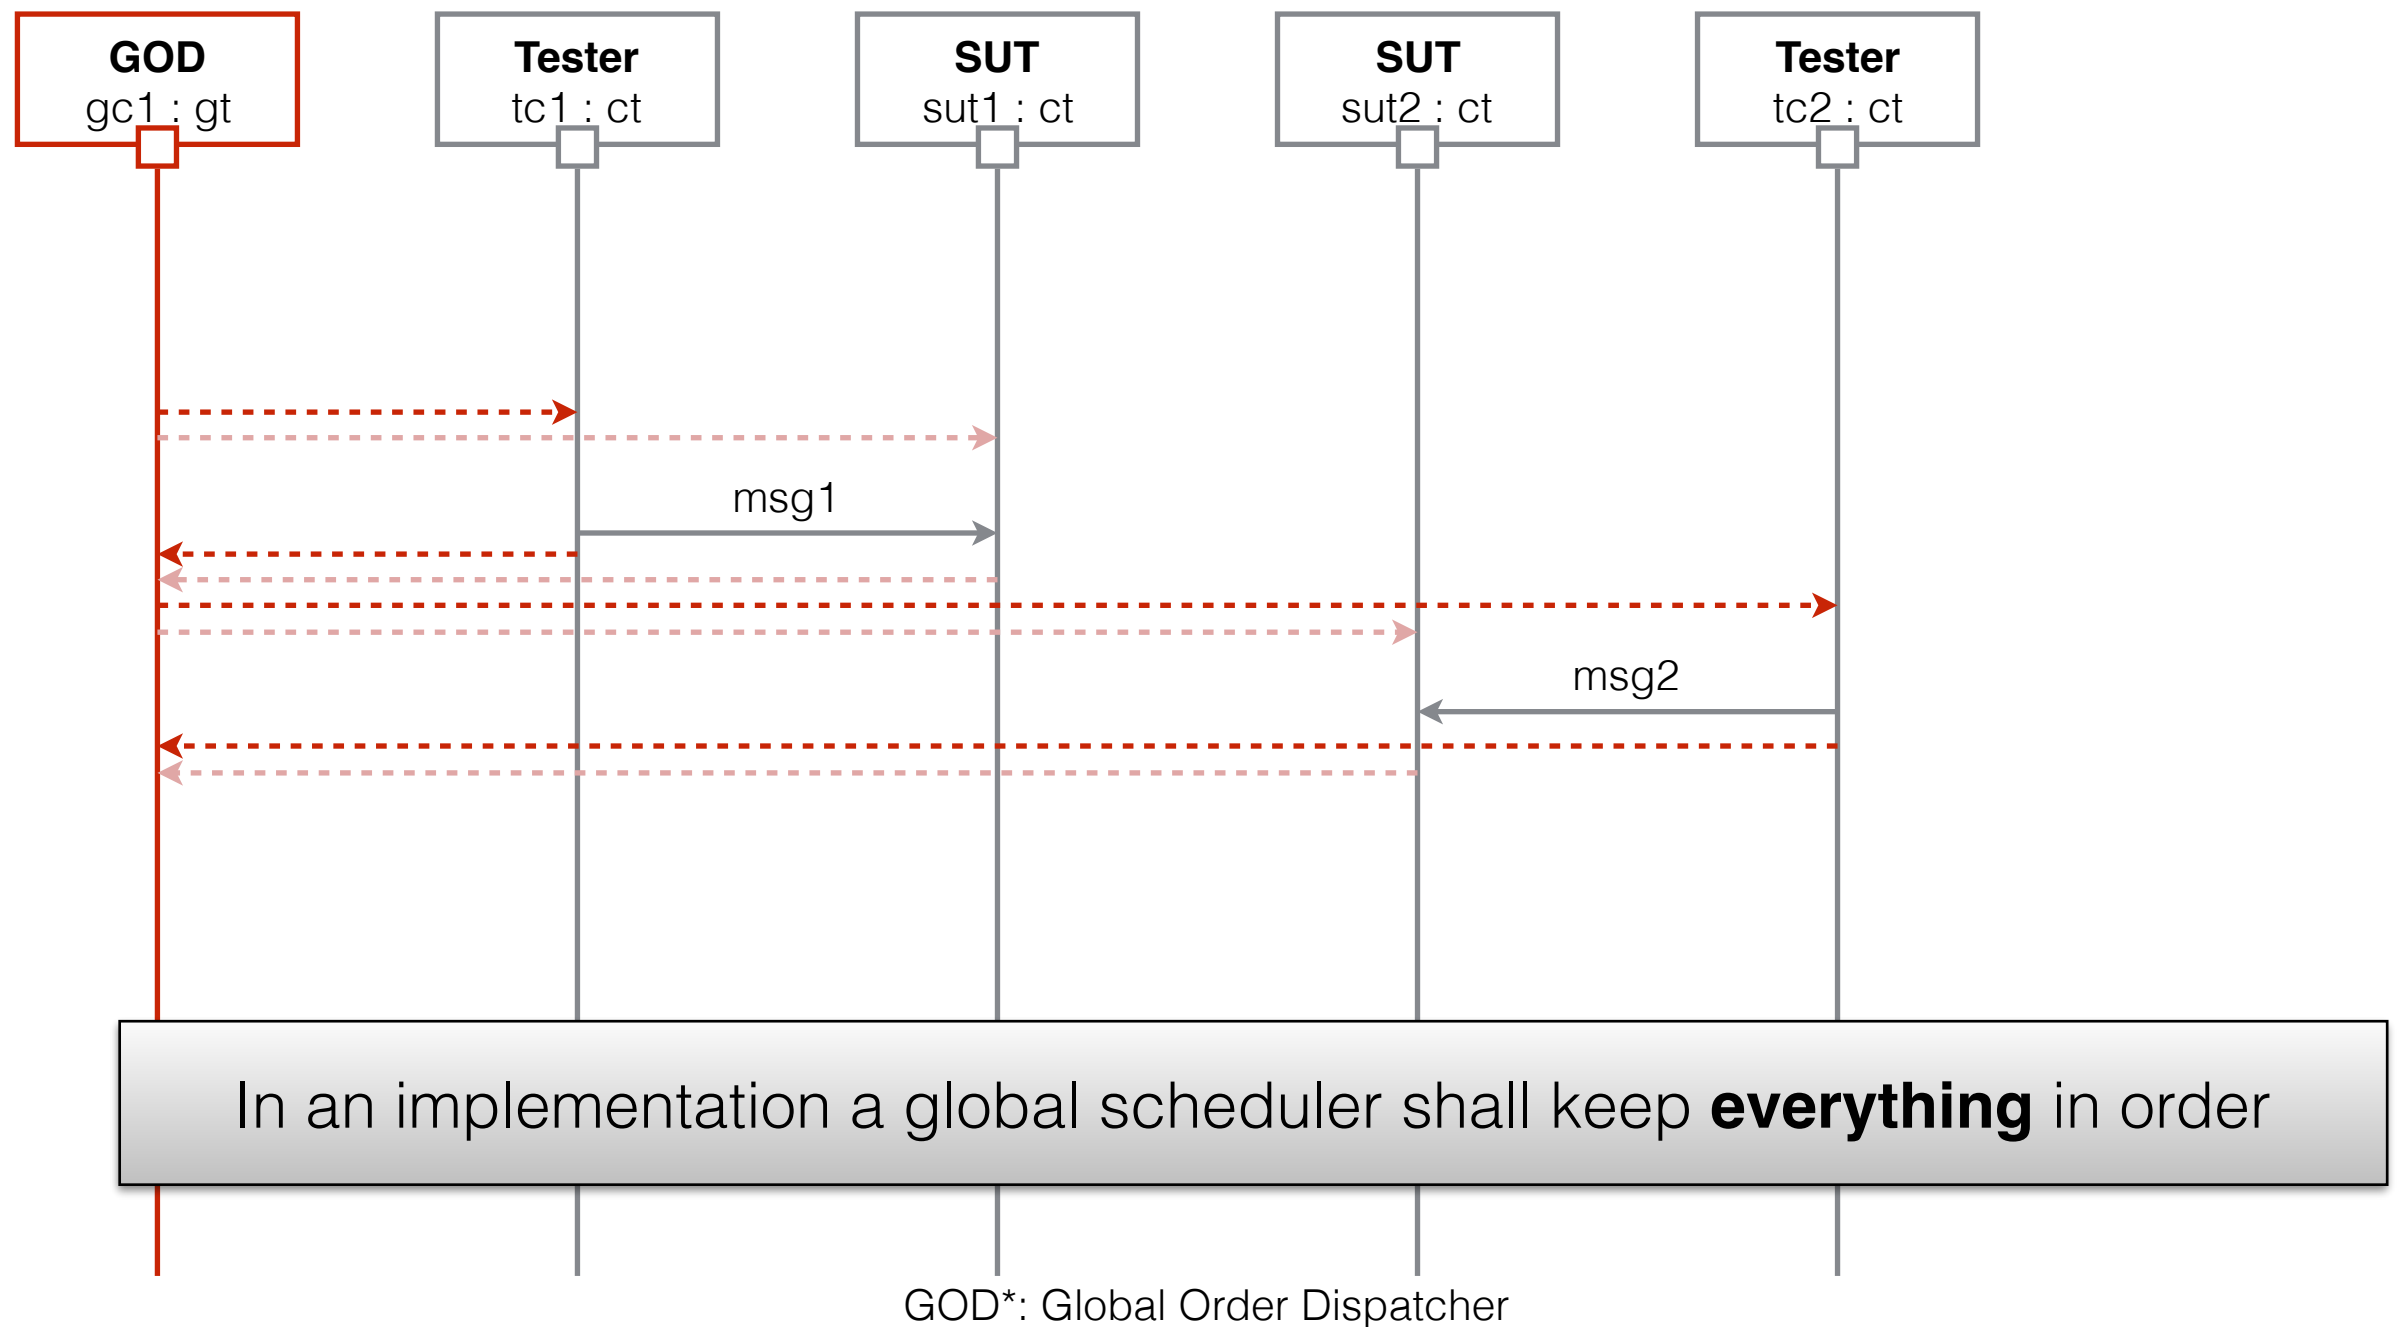 GOD
gc1 : gt
Tester
tc1 : ct
SUT
sut1 : ct
SUT
sut2 : ct
Tester
tc2 : ct
msg1
msg2
In an implementation a global scheduler shall keep everything in order
GOD*: Global Order Dispatcher